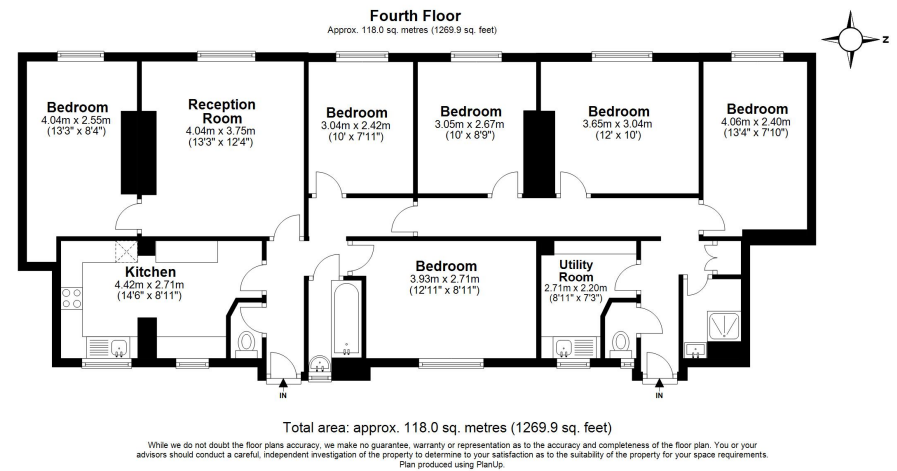 Fourth Floor
Approx. 118.0 sq. metres (1269.9 sq. feet)
Z
Bedroom
4.04m x 2.55m
(13'3" x 8'4")
Reception
Room
4.04m x 3.75m
(13'3" x 12'4")
Bedroom
3.04m x 2.42m
(10' x 7'11")
Bedroom
3.05m x 2.67m
(10' x 8'9")
Bedroom
3.65m x 3.04m
(12' x 10')
Bedroom
4.06m x 2.40m
(13'4" x 7'10")
Kitchen
4.42m x 2.71m
(14'6" x 8'11")
Bedroom
3.93m x 2.71m
(12'11" x 8'11")
Utility
Room
2.71m x 2.20m
(8'11" x 7'3")
IN
IN
Total area: approx. 118.0 sq. metres (1269.9 sq. feet)
While we do not doubt the floor plans accuracy, we make no guarantee, warranty or representation as to the accuracy and completeness of the floor plan. You or your
advisors should conduct a careful, independent investigation of the property to determine to your satisfaction as to the suitability of the property for your space requirements.
Plan produced using PlanUp.